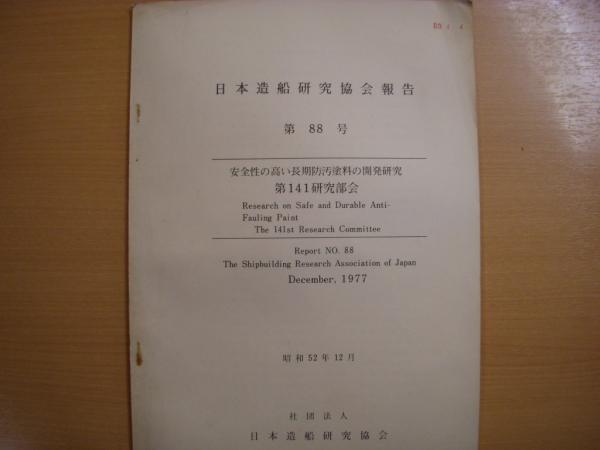 日本造船研究協会報告
第 88 号
安全性の高い長期防汚塗料の開発研究
第141研究部会
Research on Safe and Durable Anti-
Fauling Paint
The 141st Research Committee
Report NO. 88
The Shipbuilding Research Association of Japan
December, 1977
昭和52年12月
社団法人
日本造船研究協会